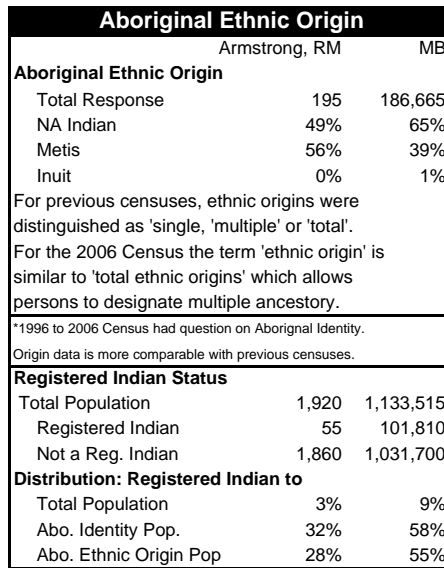 Aboriginal Ethnic Origin
Armstrong, RM MB
Aboriginal Ethnic Origin
Total Response 195 186,665
NA Indian 49% 65%
Metis 56% 39%
Inuit 0% 1%
For previous censuses, ethnic origins were
distinguished as 'single, 'multiple' or 'total'.
For the 2006 Census the term 'ethnic origin' is
similar to 'total ethnic origins' which allows
persons to designate multiple ancestory.
*1996 to 2006 Census had question on Aborignal Identity.
Origin data is more comparable with previous censuses.
Registered Indian Status
Total Population 1,920 1,133,515
Registered Indian 55 101,810
Not a Reg. Indian 1,860 1,031,700
Distribution: Registered Indian to
Total Population 3% 9%
Abo. Identity Pop. 32% 58%
Abo. Ethnic Origin Pop 28% 55%